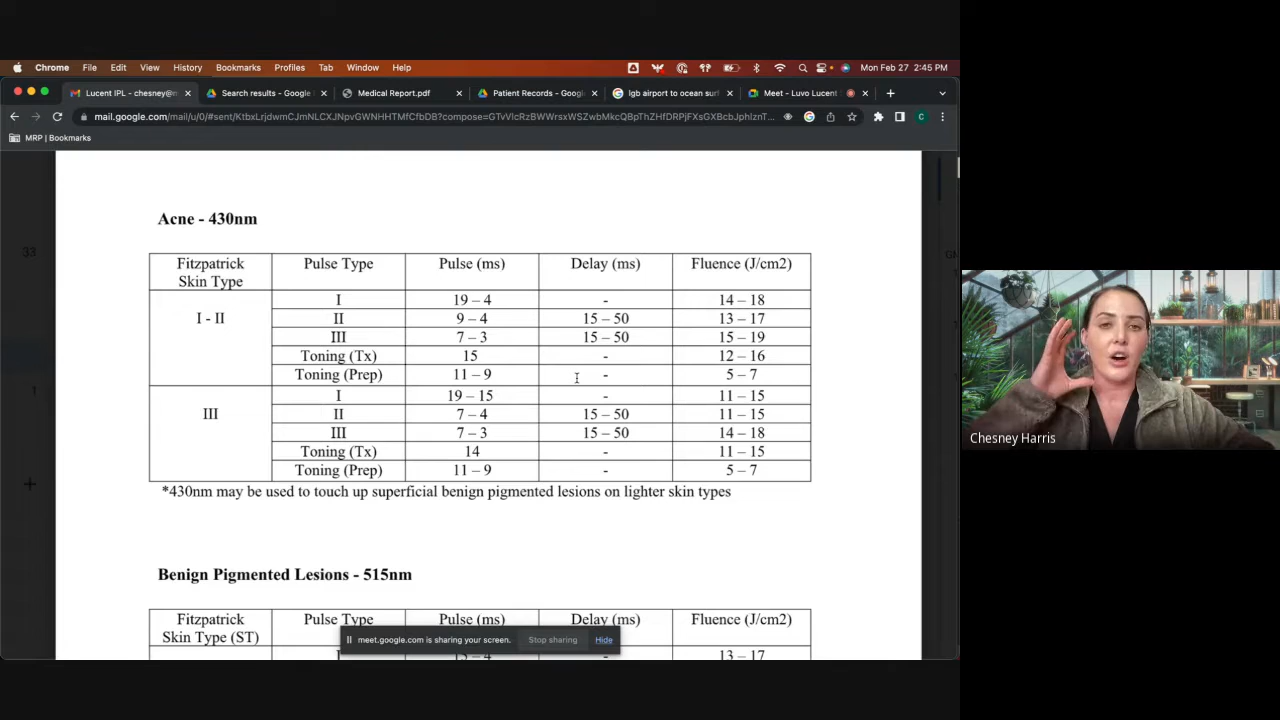 Chrome File Edit View History Bookmarks Profiles Tab Window Help Mon Feb 27 2:45 PM
Lucent IPL - chesney@m Search results - Google Medical Report.pdf Patient Records - Googl lgb airport to ocean surf Meet - Luvo Lucent
mail.google.com/mail/u/0/
MRP | Bookmarks
Acne - 430nm
Fitzpatrick Skin Type Pulse Type Pulse (ms) Delay (ms) Fluence (J/cm2)
I - II I 19 – 4 - 14 – 18
II 9 – 4 15 – 50 13 – 17
III 7 – 3 15 – 50 15 – 19
Toning (Tx) 15 - 12 – 16
Toning (Prep) 11 – 9 - 5 – 7
III I 19 – 15 - 11 – 15
II 7 – 4 15 – 50 11 – 15
III 7 – 3 15 – 50 14 – 18
Toning (Tx) 14 - 11 – 15
Toning (Prep) 11 – 9 - 5 – 7
*430nm may be used to touch up superficial benign pigmented lesions on lighter skin types
Benign Pigmented Lesions - 515nm
Fitzpatrick Skin Type (ST) Pulse Type Pulse (ms) Delay (ms) Fluence (J/cm2)
13 – 17
meet.google.com is sharing your screen. Stop sharing Hide
33
1
Chesney Harris